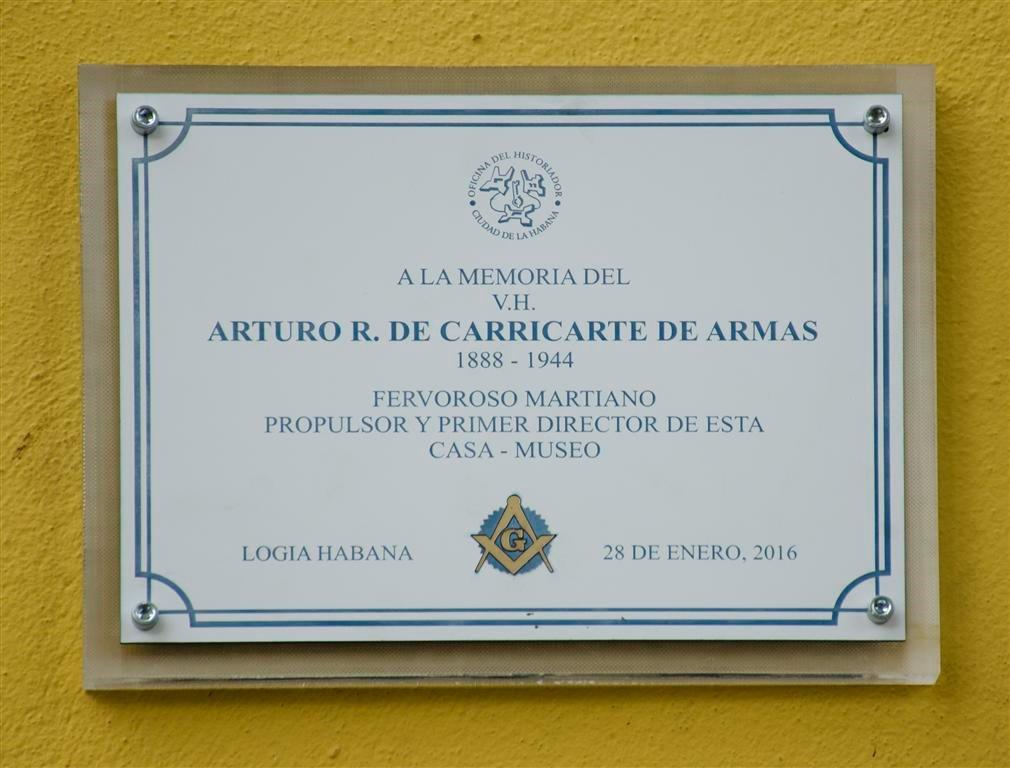 OFICINA DEL HISTORIADOR
CIUDAD DE LA HABANA
A LA MEMORIA DEL
V.H.
ARTURO R. DE CARRICARTE DE ARMAS
1888 - 1944
FERVOROSO MARTIANO
PROPULSOR Y PRIMER DIRECTOR DE ESTA
CASA - MUSEO
G
LOGIA HABANA
28 DE ENERO, 2016